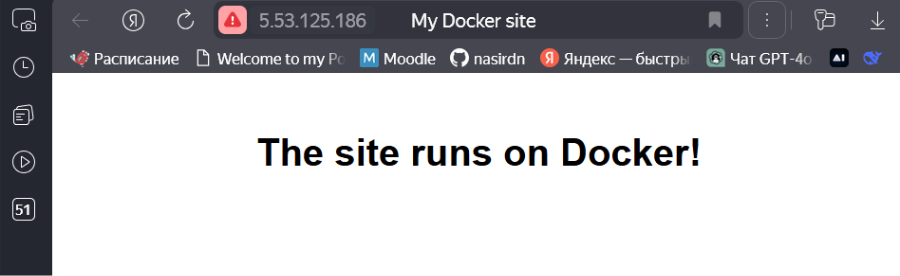 Я 5.53.125.186 My Docker site
Расписание Welcome to my Po M Moodle nasirdn Я Яндекс — быстры Чат GPT-4o AI
The site runs on Docker!
51